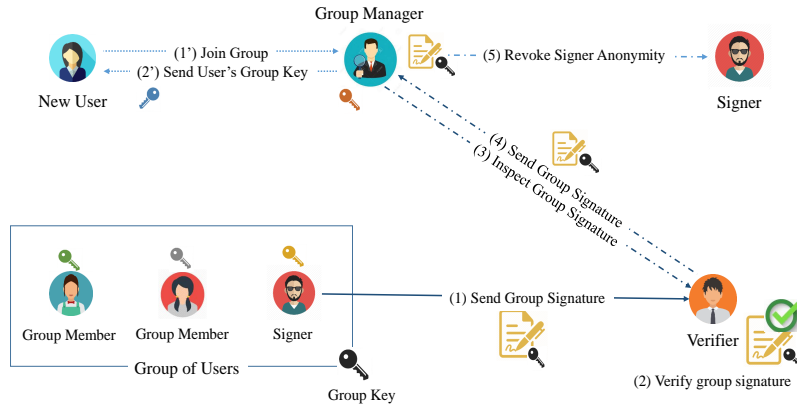 Group Manager
(1') Join Group
(2') Send User's Group Key
(5) Revoke Signer Anonymity
New User
Signer
(4) Send Group Signature
(3) Inspect Group Signature
(1) Send Group Signature
Group Member
Group Member
Signer
Verifier
Group of Users
Group Key
(2) Verify group signature